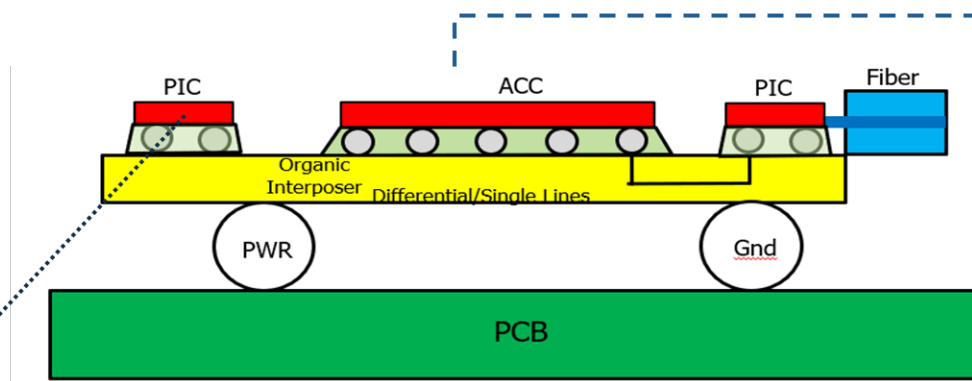 PIC
ACC
PIC
Fiber
Organic
Interposer
Differential/Single Lines
PWR
Gnd
PCB